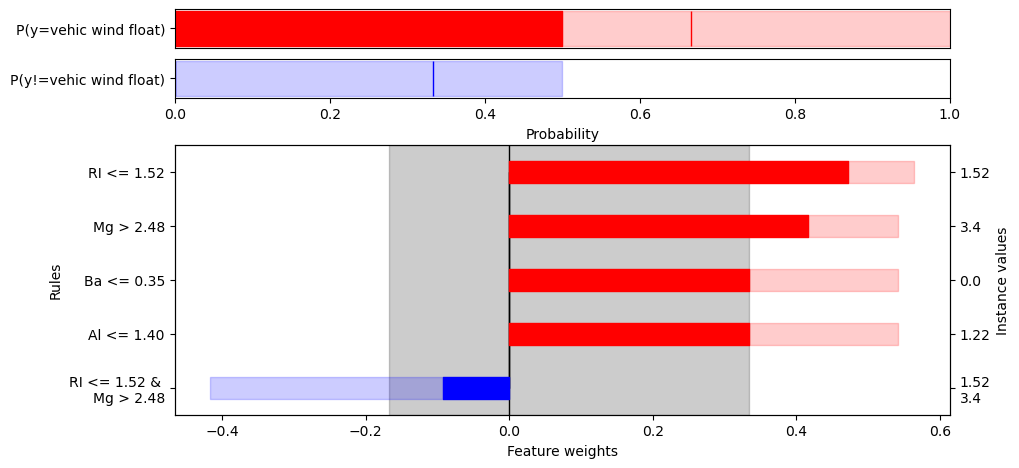 P(y=vehic wind float)
P(y!=vehic wind float)
0.0 0.2 0.4 0.6 0.8 1.0
Probability
RI <= 1.52 1.52
Mg > 2.48 3.4
Ba <= 0.35 0.0
Al <= 1.40 1.22
RI <= 1.52 & 1.52
Mg > 2.48 3.4
Rules
Instance values
−0.4 −0.2 0.0 0.2 0.4 0.6
Feature weights